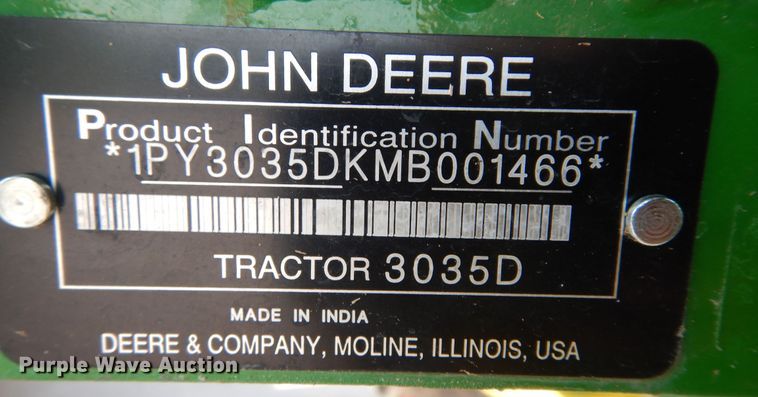 JOHN DEERE
Product Identification Number
*1PY3035DKMB001466*
TRACTOR 3035D
MADE IN INDIA
DEERE & COMPANY, MOLINE, ILLINOIS, USA
Purple Wave Auction